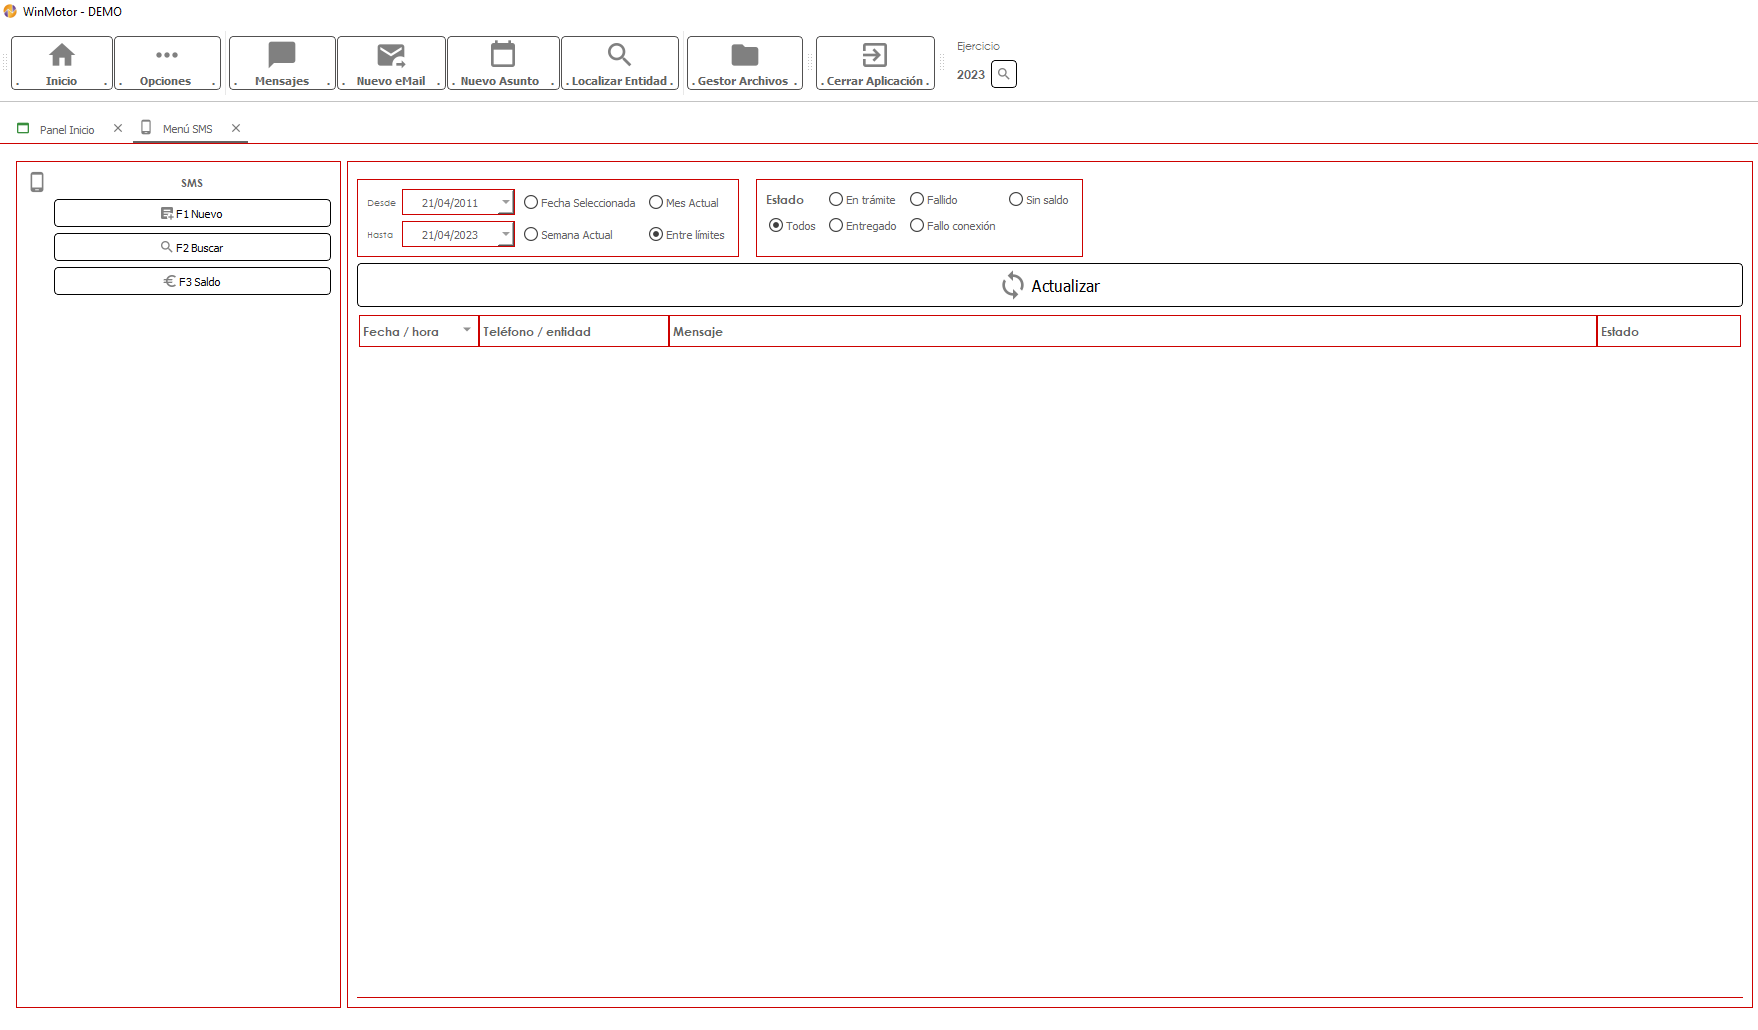 WinMotor - DEMO
. Inicio .
. Opciones .
. Mensajes .
. Nuevo eMail .
. Nuevo Asunto .
. Localizar Entidad .
. Gestor Archivos .
. Cerrar Aplicación .
Ejercicio
2023
Panel Inicio
Menú SMS
SMS
F1 Nuevo
F2 Buscar
F3 Saldo
Desde 21/04/2011 Fecha Seleccionada Mes Actual
Hasta 21/04/2023 Semana Actual Entre límites
Estado En trámite Fallido Sin saldo
Todos Entregado Fallo conexión
Actualizar
Fecha / hora Teléfono / entidad Mensaje Estado